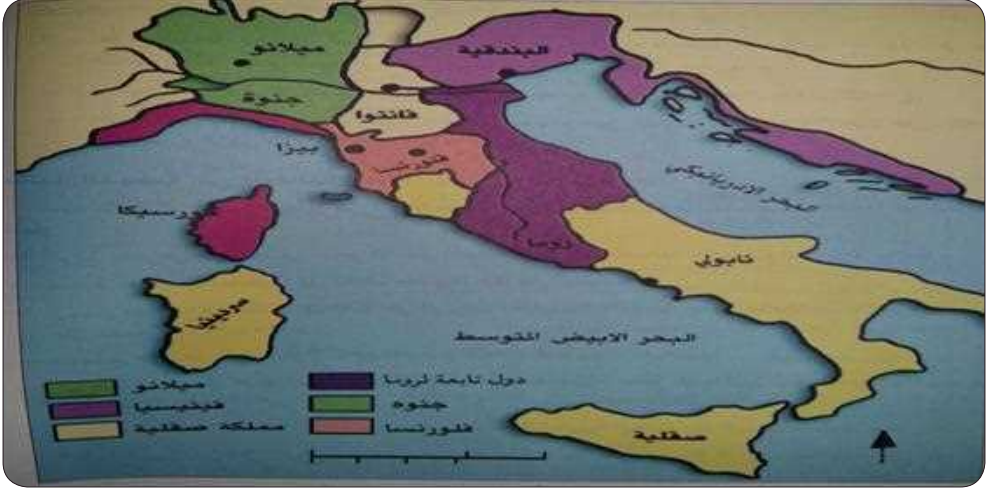 ميلانو
البندقية
جنوة
فانتوا
بيزا
فلورنسا
البحر الادرياتيكي
كورسيكا
روما
نابولي
سردينيا
البحر الابيض المتوسط
صقلية
ميلانو
فينيسيا
مملكة صقلية
دول تابعة لروما
جنوه
فلورنسا